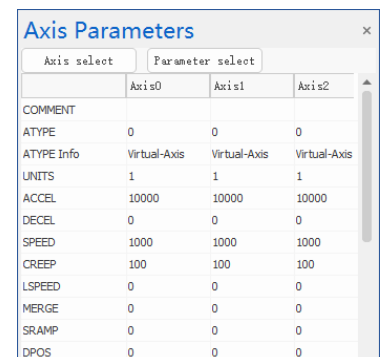 Axis Parameters ×
Axis select Parameter select
Axis0 Axis1 Axis2
COMMENT
ATYPE 0 0 0
ATYPE Info Virtual-Axis Virtual-Axis Virtual-Axis
UNITS 1 1 1
ACCEL 10000 10000 10000
DECEL 0 0 0
SPEED 1000 1000 1000
CREEP 100 100 100
LSPEED 0 0 0
MERGE 0 0 0
SRAMP 0 0 0
DPOS 0 0 0